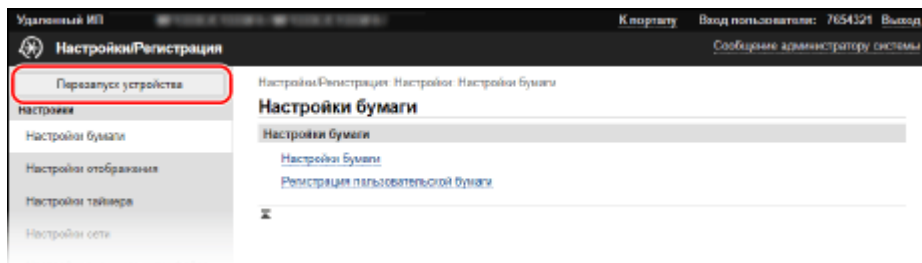 Удаленный ИП
К порталу Вход пользователи: 7654321 Выход
Настройки/Регистрация
Сообщение администратору системы
Перезапуск устройства
Настройки
Настройки бумаги
Настройки отображения
Настройки таймера
Настройки сети
Настройки/Регистрация: Настройки: Настройки бумаги
Настройки бумаги
Настройки бумаги
Настройки бумаги
Регистрация пользовательской бумаги